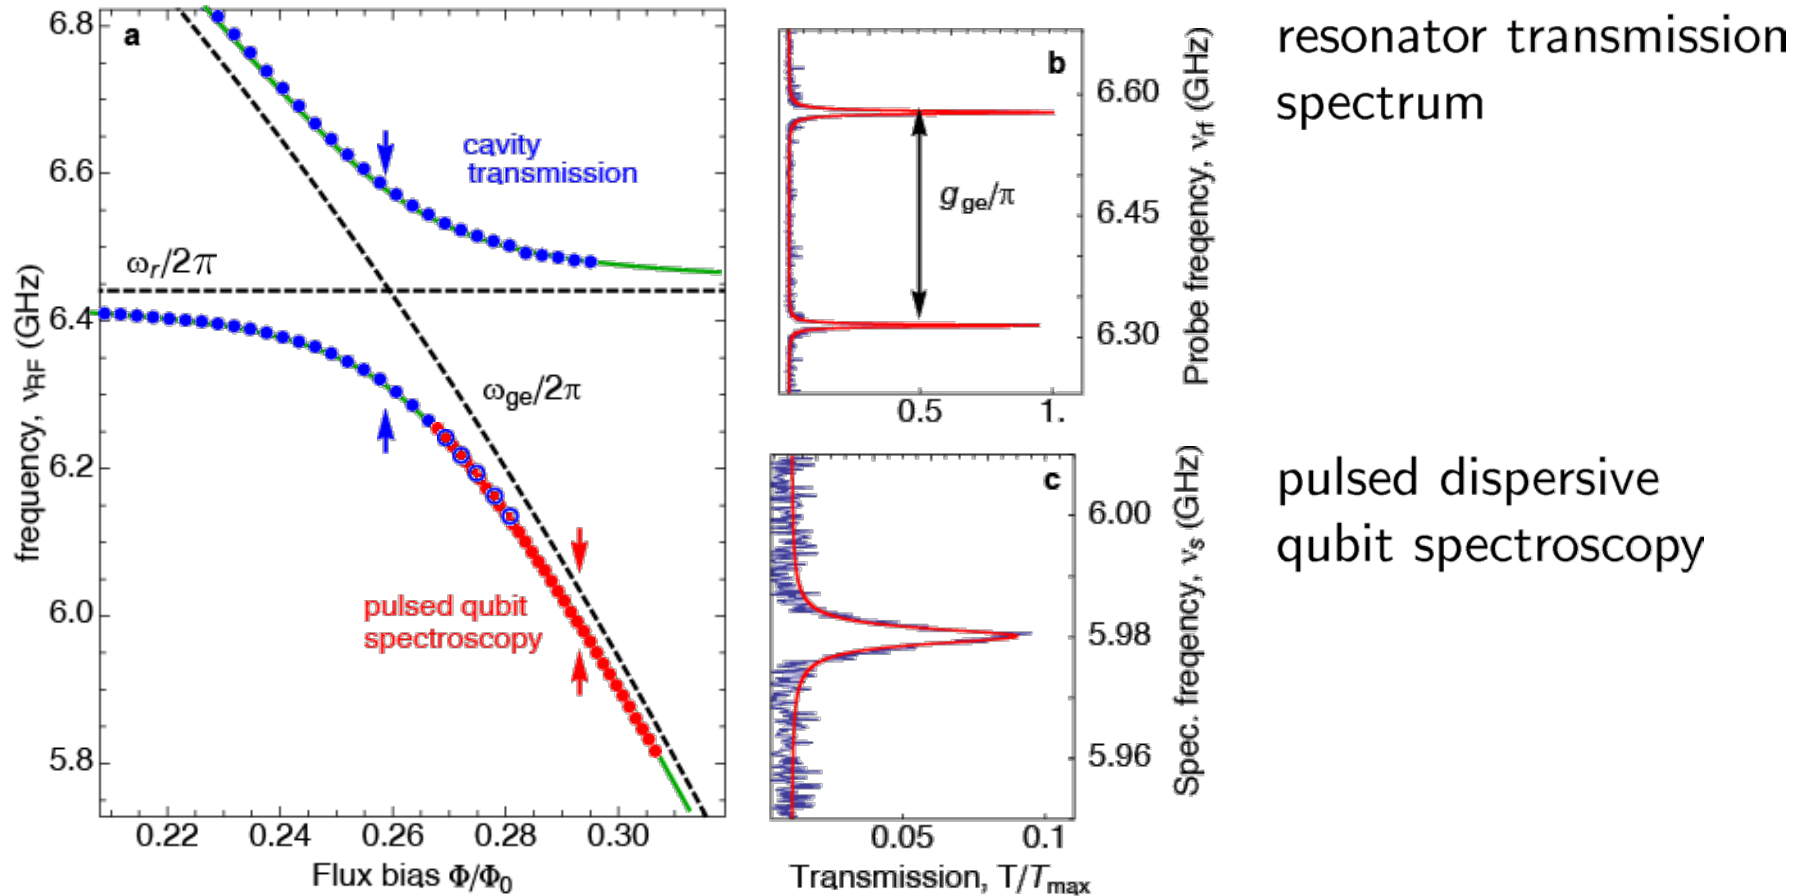 a
6.8
6.6
6.4
6.2
6.0
5.8
frequency, νRF (GHz)
cavity
transmission
ωr/2π
ωge/2π
pulsed qubit
spectroscopy
0.22
0.24
0.26
0.28
0.30
Flux bias Φ/Φ0
b
gge/π
6.60
6.45
6.30
Probe freqency, νrf (GHz)
0.5
1.
c
6.00
5.98
5.96
Spec. freqency, νs (GHz)
0.05
0.1
Transmission, T/Tmax
resonator transmission
spectrum
pulsed dispersive
qubit spectroscopy